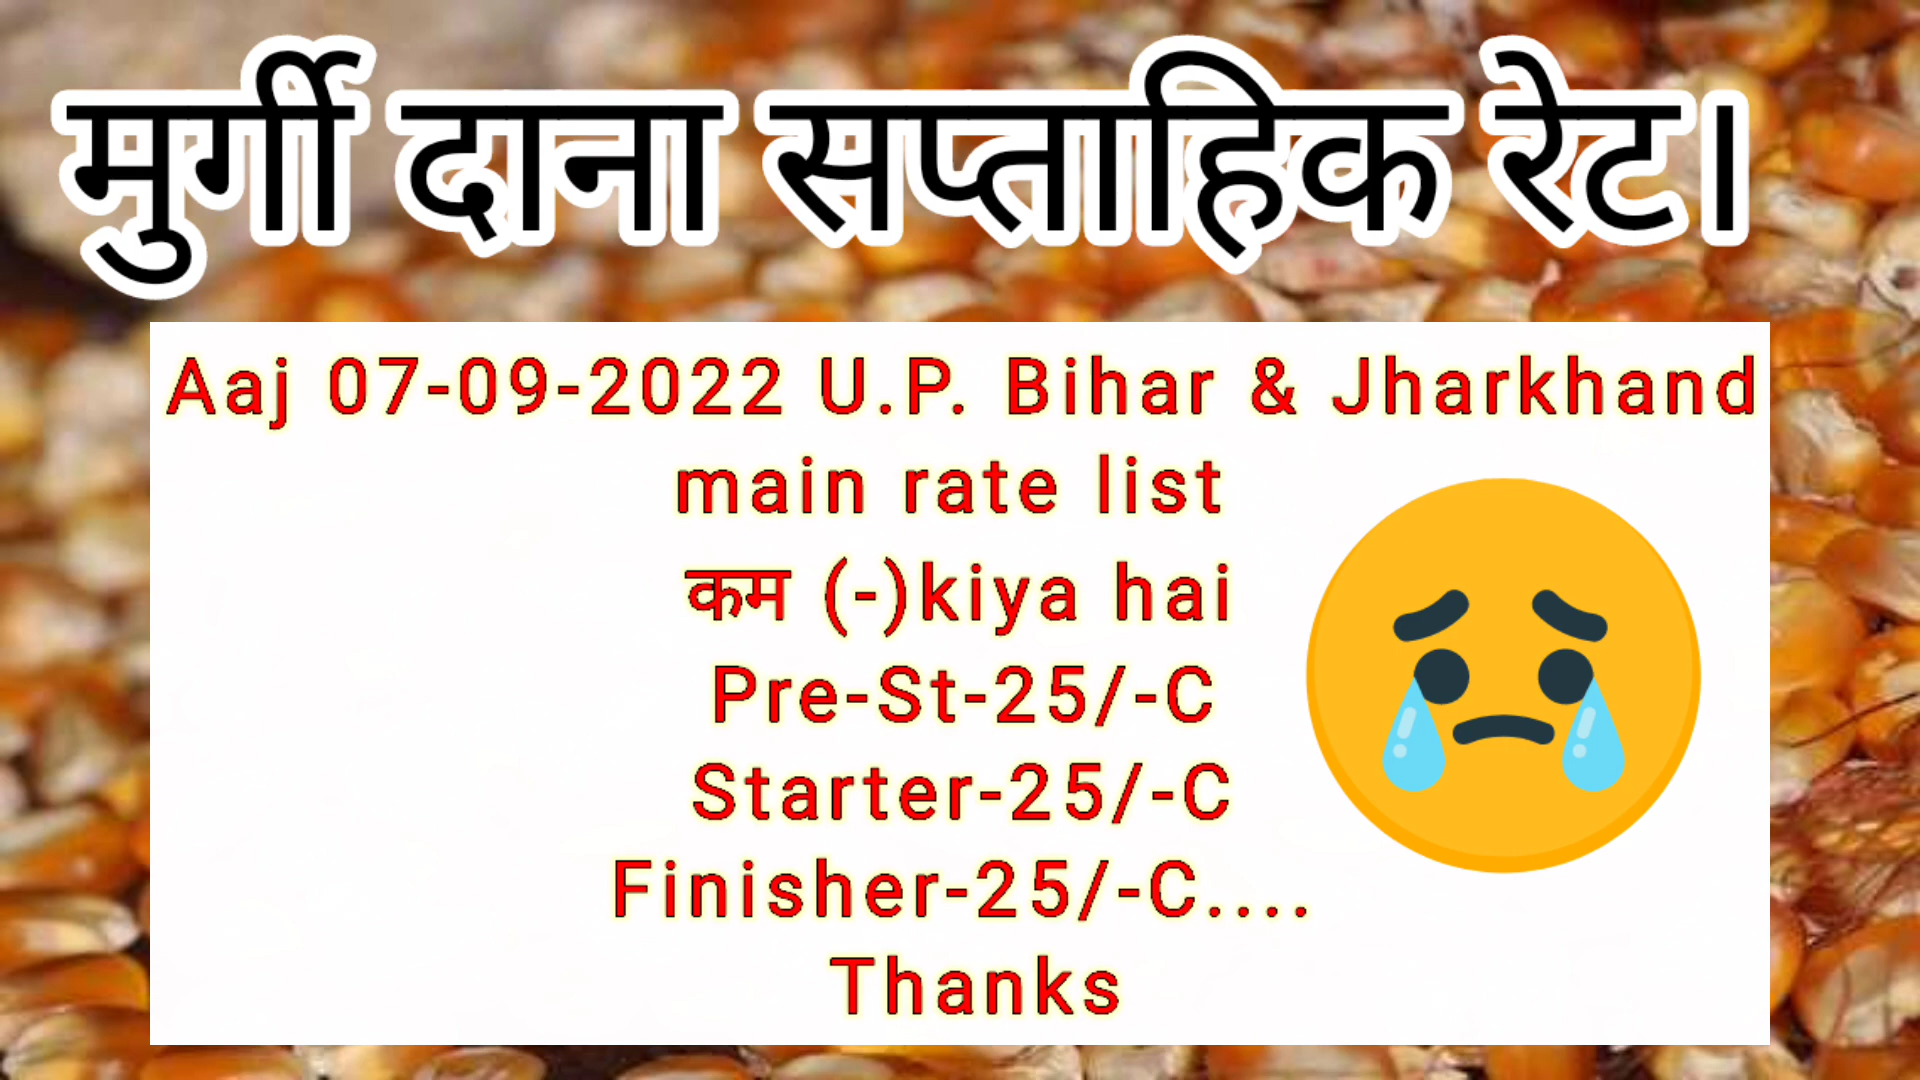 मुर्गी दाना सप्ताहिक रेट।
Aaj 07-09-2022 U.P. Bihar & Jharkhand
main rate list
कम (-)kiya hai
Pre-St-25/-C
Starter-25/-C
Finisher-25/-C....
Thanks